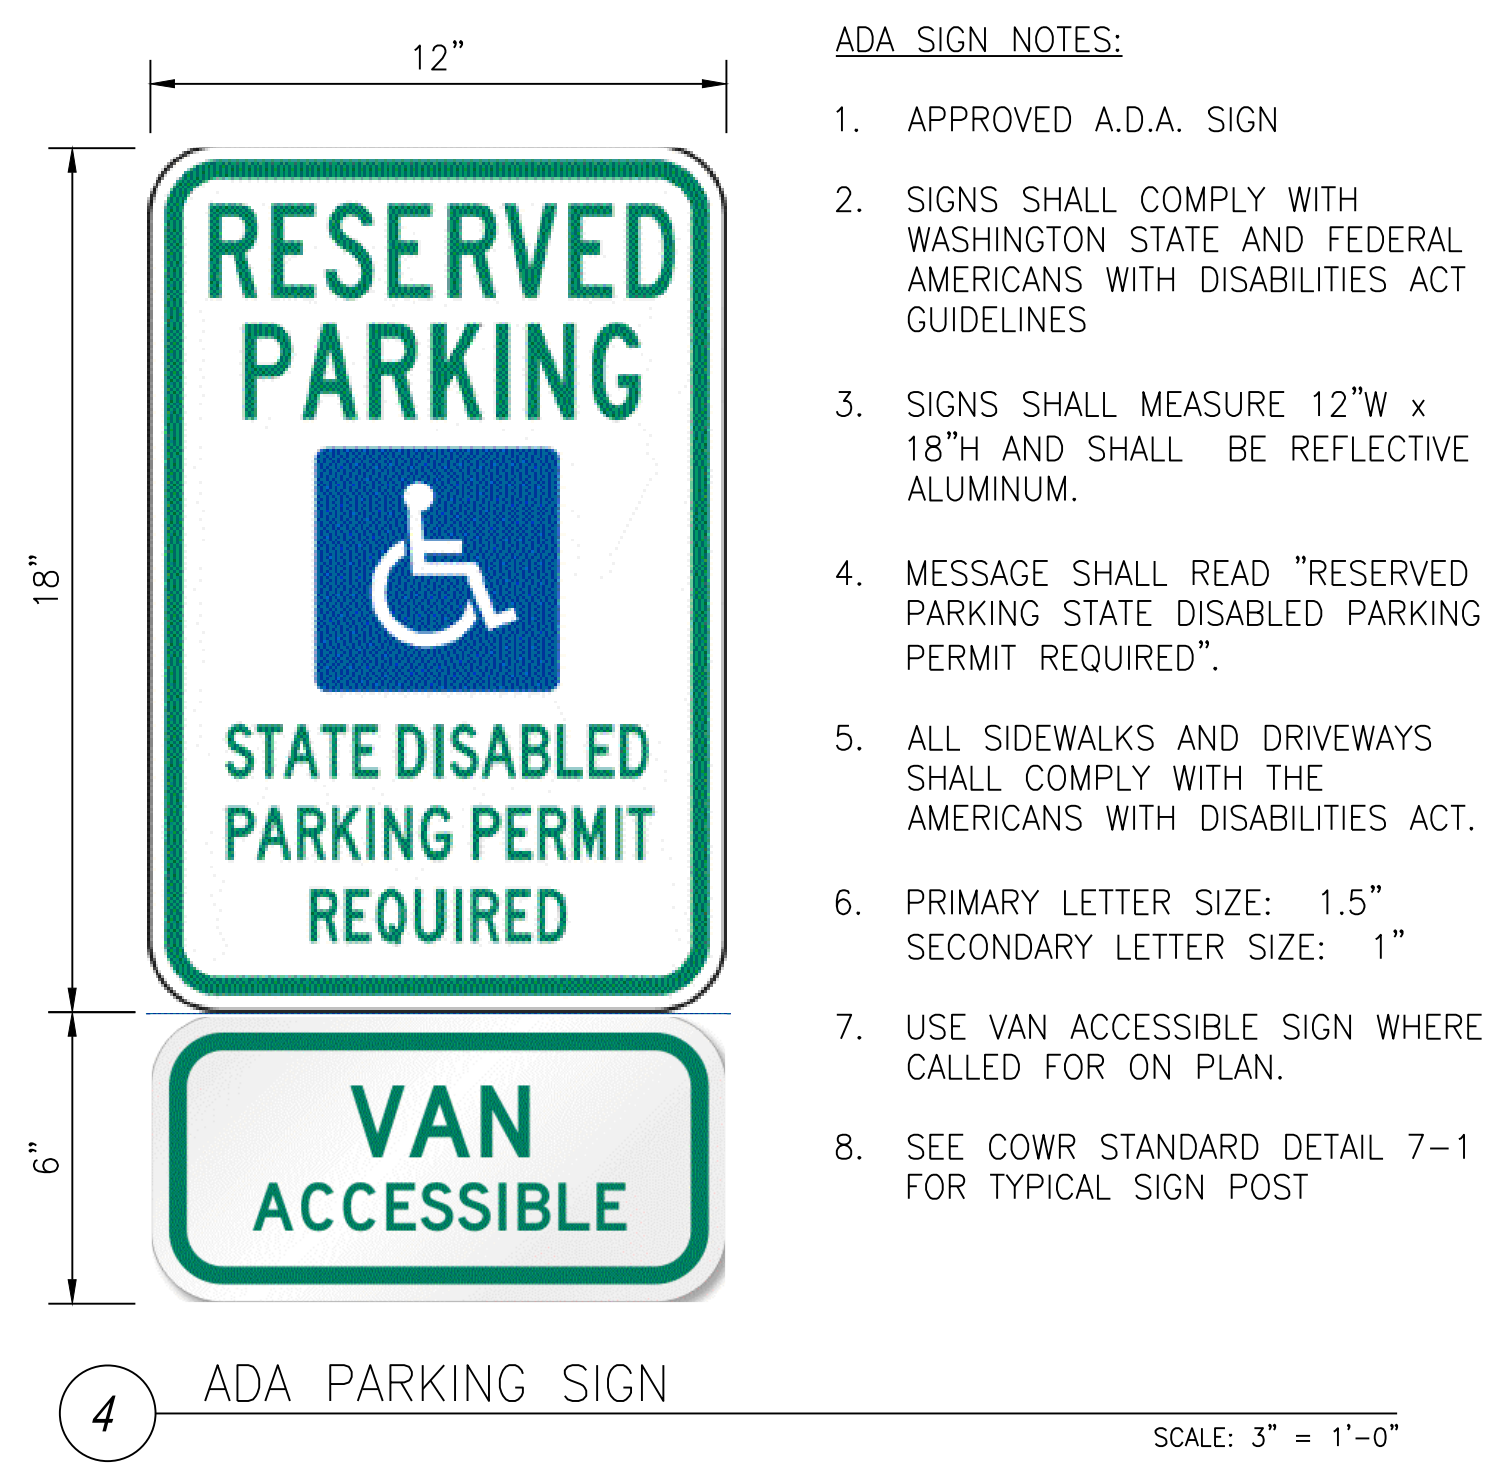 12"
18"
6"
RESERVED
PARKING
STATE DISABLED
PARKING PERMIT
REQUIRED
VAN
ACCESSIBLE
ADA SIGN NOTES:
1. APPROVED A.D.A. SIGN
2. SIGNS SHALL COMPLY WITH
WASHINGTON STATE AND FEDERAL
AMERICANS WITH DISABILITIES ACT
GUIDELINES
3. SIGNS SHALL MEASURE 12"W x
18"H AND SHALL BE REFLECTIVE
ALUMINUM.
4. MESSAGE SHALL READ "RESERVED
PARKING STATE DISABLED PARKING
PERMIT REQUIRED".
5. ALL SIDEWALKS AND DRIVEWAYS
SHALL COMPLY WITH THE
AMERICANS WITH DISABILITIES ACT.
6. PRIMARY LETTER SIZE: 1.5"
SECONDARY LETTER SIZE: 1"
7. USE VAN ACCESSIBLE SIGN WHERE
CALLED FOR ON PLAN.
8. SEE COWR STANDARD DETAIL 7-1
FOR TYPICAL SIGN POST
4 ADA PARKING SIGN
SCALE: 3" = 1'-0"